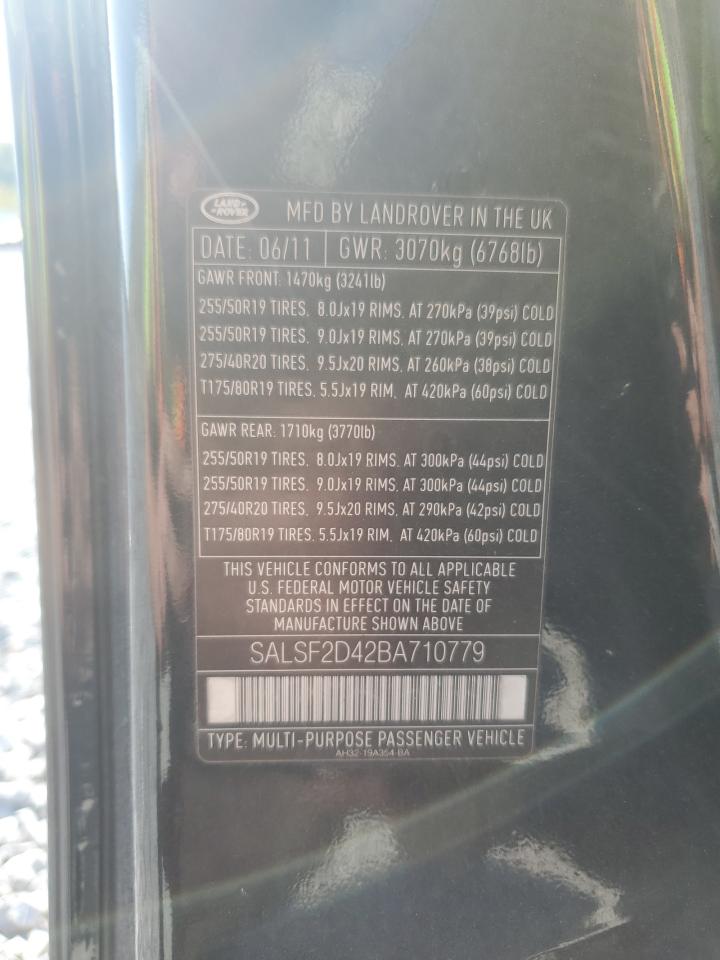 LAND ROVER
MFD BY LANDROVER IN THE UK
DATE: 06/11 GWR: 3070kg (6768lb)
GAWR FRONT: 1470kg (3241lb)
255/50R19 TIRES, 8.0Jx19 RIMS, AT 270kPa (39psi) COLD
255/50R19 TIRES, 9.0Jx19 RIMS, AT 270kPa (39psi) COLD
275/40R20 TIRES, 9.5Jx20 RIMS, AT 260kPa (38psi) COLD
T175/80R19 TIRES, 5.5Jx19 RIM, AT 420kPa (60psi) COLD
GAWR REAR: 1710kg (3770lb)
255/50R19 TIRES, 8.0Jx19 RIMS, AT 300kPa (44psi) COLD
255/50R19 TIRES, 9.0Jx19 RIMS, AT 300kPa (44psi) COLD
275/40R20 TIRES, 9.5Jx20 RIMS, AT 290kPa (42psi) COLD
T175/80R19 TIRES, 5.5Jx19 RIM, AT 420kPa (60psi) COLD
THIS VEHICLE CONFORMS TO ALL APPLICABLE
U.S. FEDERAL MOTOR VEHICLE SAFETY
STANDARDS IN EFFECT ON THE DATE OF
MANUFACTURE SHOWN ABOVE
SALSF2D42BA710779
TYPE: MULTI-PURPOSE PASSENGER VEHICLE
AH32-19A354-BA